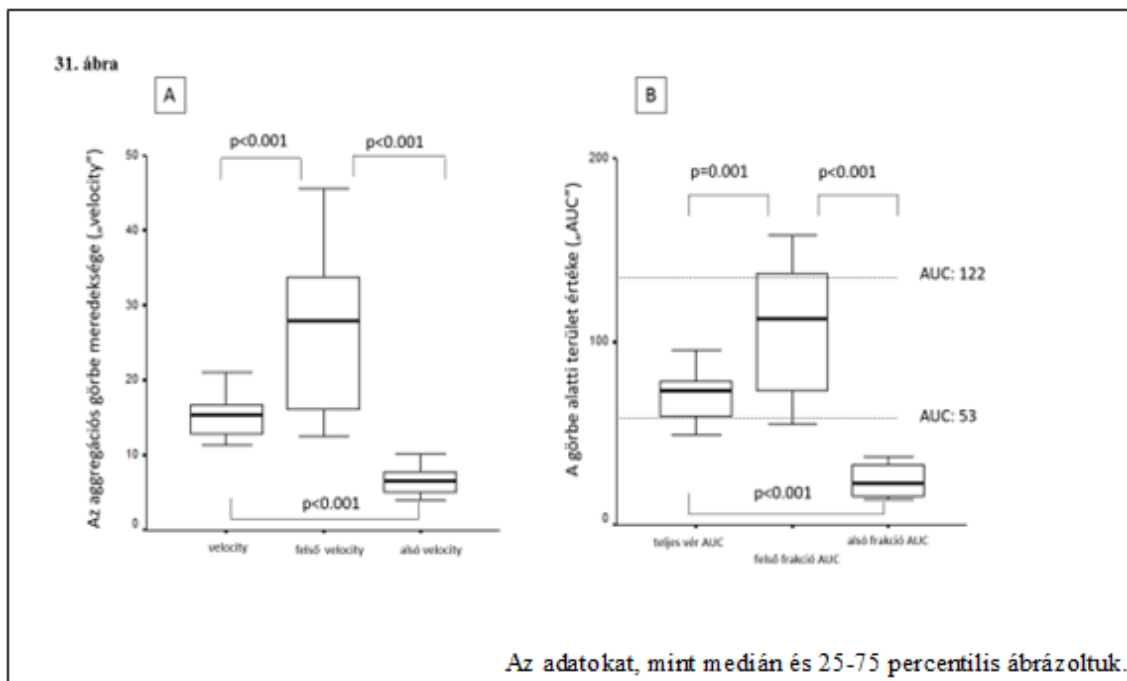 31. ábra
A
p<0.001
p<0.001
50
40
30
20
10
0
Az aggregációs görbe meredeksége („velocity”)
p<0.001
velocity
felső velocity
alsó velocity
B
p=0.001
p<0.001
200
100
0
A görbe alatti terület értéke („AUC”)
AUC: 122
AUC: 53
p<0.001
teljes vér AUC
felső frakció AUC
alsó frakció AUC
Az adatokat, mint medián és 25-75 percentilis ábrázoltuk.